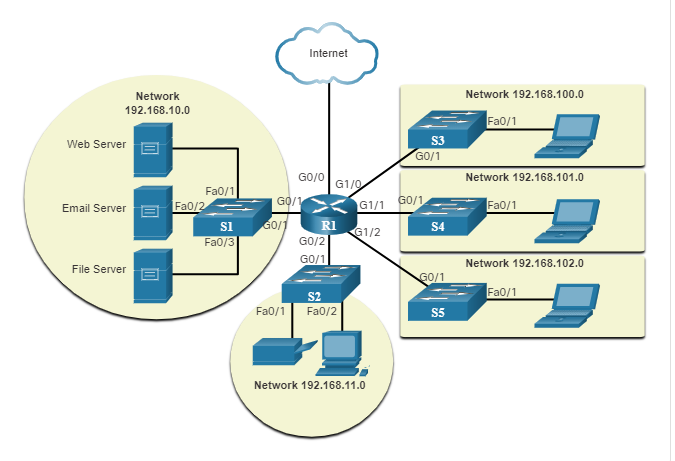 Internet
Network
192.168.10.0
Web Server
Email Server
File Server
Fa0/1
Fa0/2
Fa0/3
S1
G0/1
G0/1
G0/0
G1/0
G1/1
G1/2
G0/2
R1
G0/1
S2
Fa0/1
Fa0/2
Network 192.168.11.0
Network 192.168.100.0
S3
G0/1
Fa0/1
Network 192.168.101.0
G0/1
S4
Fa0/1
Network 192.168.102.0
G0/1
S5
Fa0/1